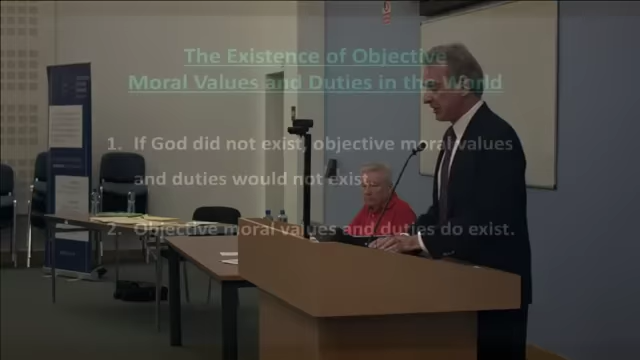 The Existence of Objective
Moral Values and Duties in the World
1. If God did not exist, objective moral values
and duties would not exist.
2. Objective moral values and duties do exist.